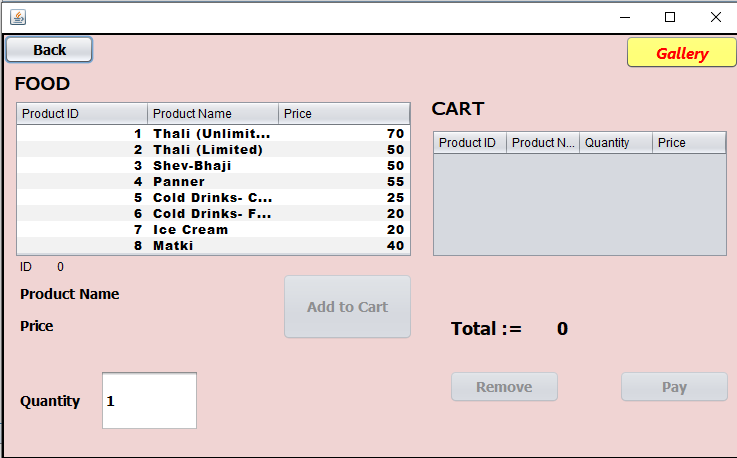 Back
Gallery
FOOD
Product ID Product Name Price
1 Thali (Unlimit... 70
2 Thali (Limited) 50
3 Shev-Bhaji 50
4 Panner 55
5 Cold Drinks- C... 25
6 Cold Drinks- F... 20
7 Ice Cream 20
8 Matki 40
ID 0
Product Name
Price
Add to Cart
Quantity 1
CART
Product ID Product N... Quantity Price
Total := 0
Remove Pay